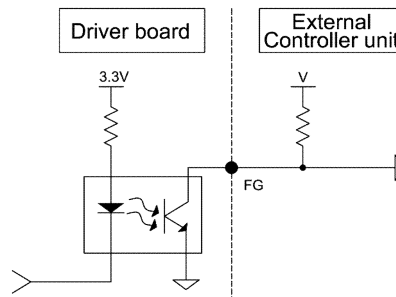 Driver board
External
Controller unit
3.3V
V
FG